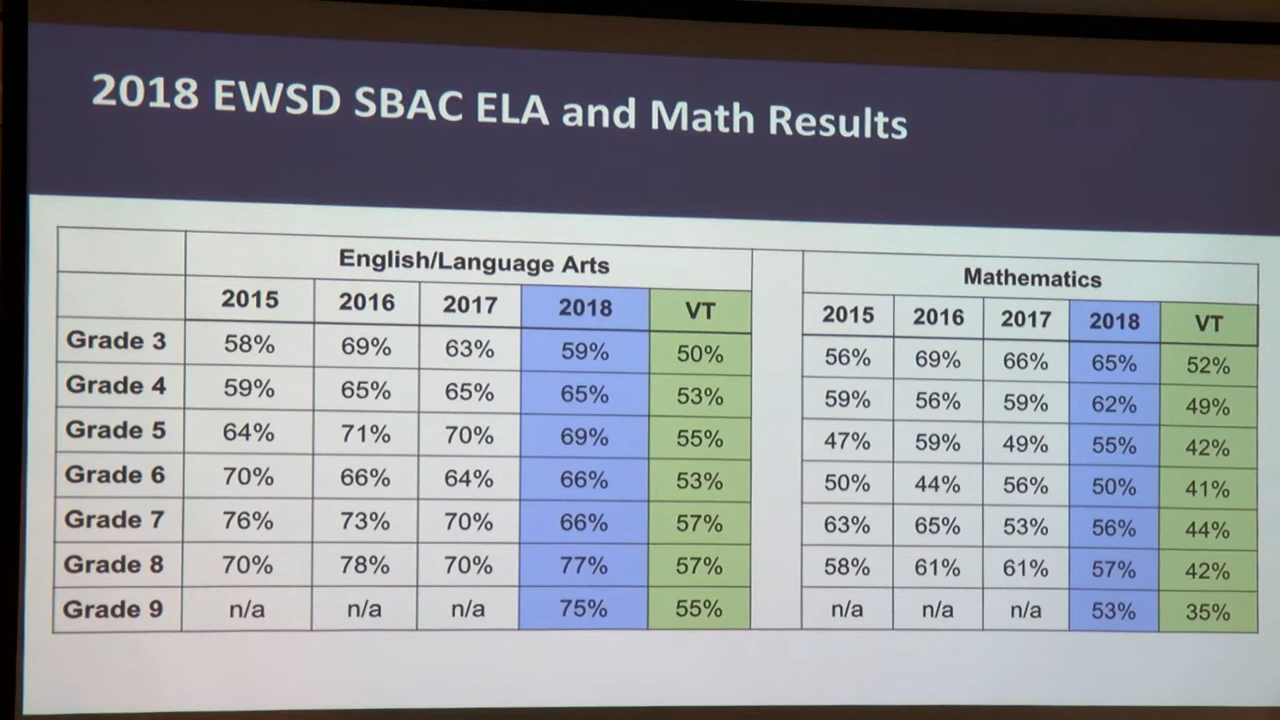 2018 EWSD SBAC ELA and Math Results
English/Language Arts Mathematics
2015 2016 2017 2018 VT 2015 2016 2017 2018 VT
Grade 3 58% 69% 63% 59% 50% 56% 69% 66% 65% 52%
Grade 4 59% 65% 65% 65% 53% 59% 56% 59% 62% 49%
Grade 5 64% 71% 70% 69% 55% 47% 59% 49% 55% 42%
Grade 6 70% 66% 64% 66% 53% 50% 44% 56% 50% 41%
Grade 7 76% 73% 70% 66% 57% 63% 65% 53% 56% 44%
Grade 8 70% 78% 70% 77% 57% 58% 61% 61% 57% 42%
Grade 9 n/a n/a n/a 75% 55% n/a n/a n/a 53% 35%